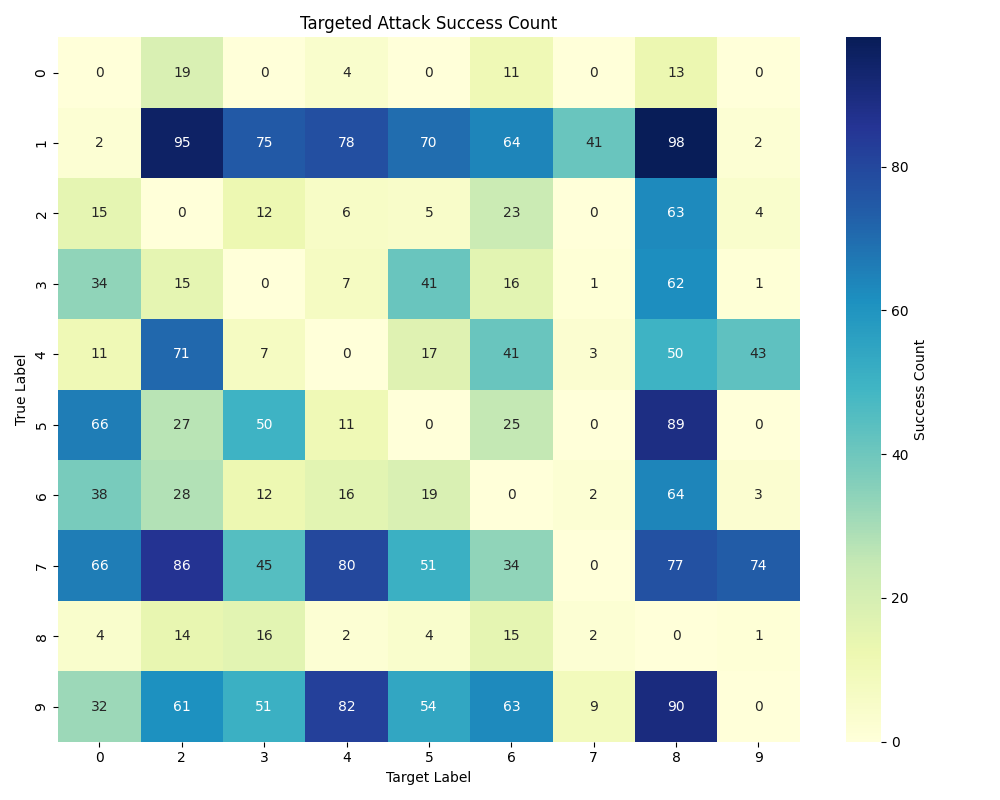 Targeted Attack Success Count
0 0 19 0 4 0 11 0 13 0
1 2 95 75 78 70 64 41 98 2
2 15 0 12 6 5 23 0 63 4
3 34 15 0 7 41 16 1 62 1
4 11 71 7 0 17 41 3 50 43
5 66 27 50 11 0 25 0 89 0
6 38 28 12 16 19 0 2 64 3
7 66 86 45 80 51 34 0 77 74
8 4 14 16 2 4 15 2 0 1
9 32 61 51 82 54 63 9 90 0
0 2 3 4 5 6 7 8 9
Target Label
True Label
80
60
40
20
0
Success Count